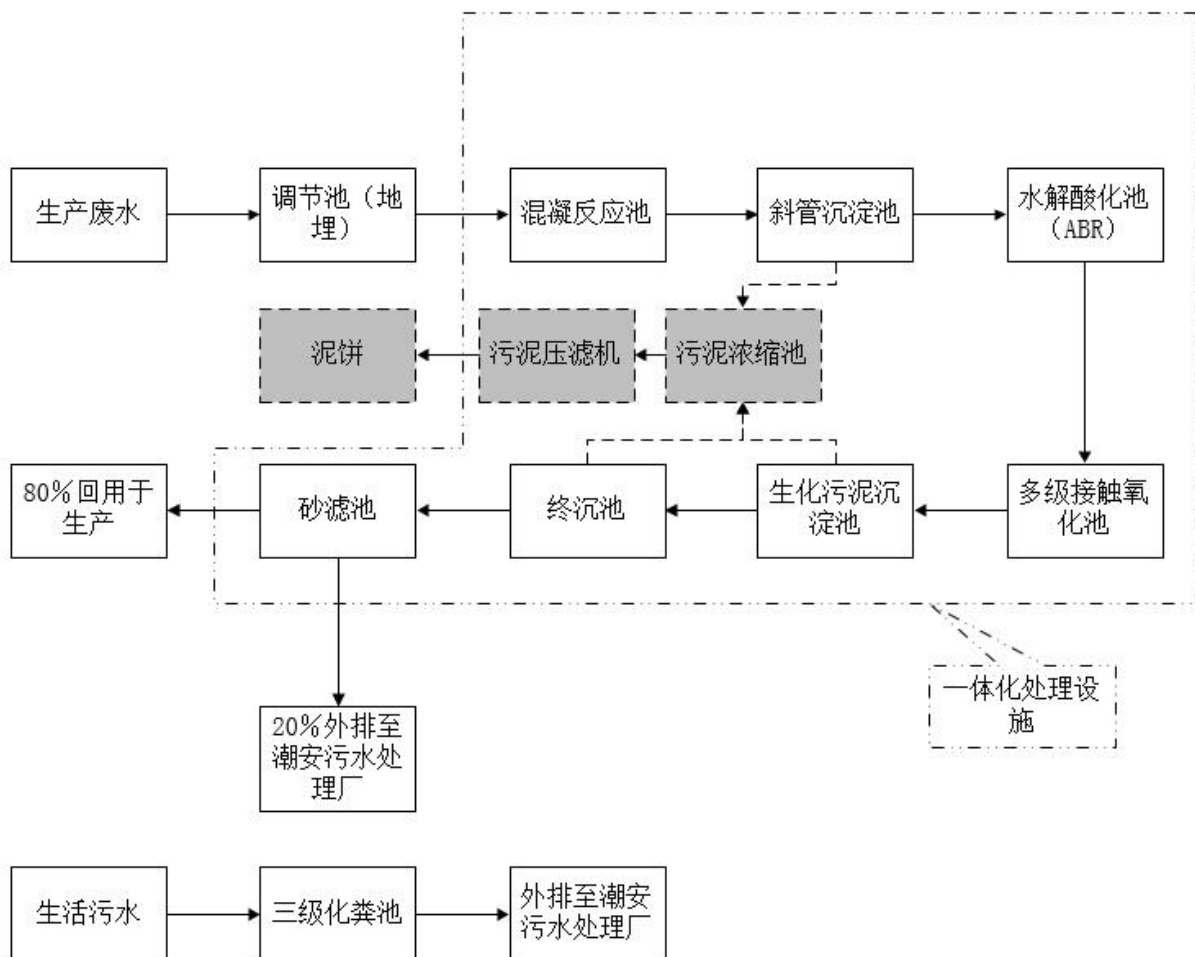 生产废水
调节池（地
埋）
混凝反应池
斜管沉淀池
水解酸化池
（ABR）
泥饼
污泥压滤机
污泥浓缩池
80％回用于
生产
砂滤池
终沉池
生化污泥沉
淀池
多级接触氧
化池
一体化处理设
施
20％外排至
潮安污水处
理厂
生活污水
三级化粪池
外排至潮安
污水处理厂